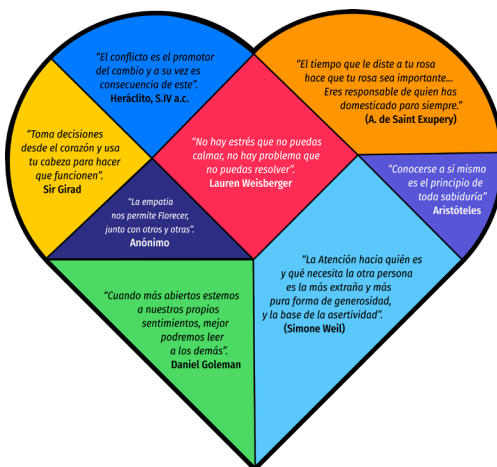 “El conflicto es el promotor
del cambio y a su vez es
consecuencia de este”.
Heráclito, S.IV a.c.
“El tiempo que le diste a tu rosa
hace que tu rosa sea importante...
Eres responsable de quien has
domesticado para siempre.”
(A. de Saint Exupery)
“Toma decisiones
desde el corazón y usa
tu cabeza para hacer
que funcionen”.
Sir Girad
“No hay estrés que no puedas
calmar, no hay problema que
no puedas resolver”.
Lauren Weisberger
“Conocerse a sí mismo
es el principio de
toda sabiduría”
Aristóteles
“La empatía
nos permite Florecer,
junto con otros y otras”.
Anónimo
“La Atención hacia quién es
y qué necesita la otra persona
es la más extraña y más
pura forma de generosidad,
y la base de la asertividad”.
(Simone Weil)
“Cuando más abiertos estemos
a nuestros propios
sentimientos, mejor
podremos leer
a los demás”.
Daniel Goleman